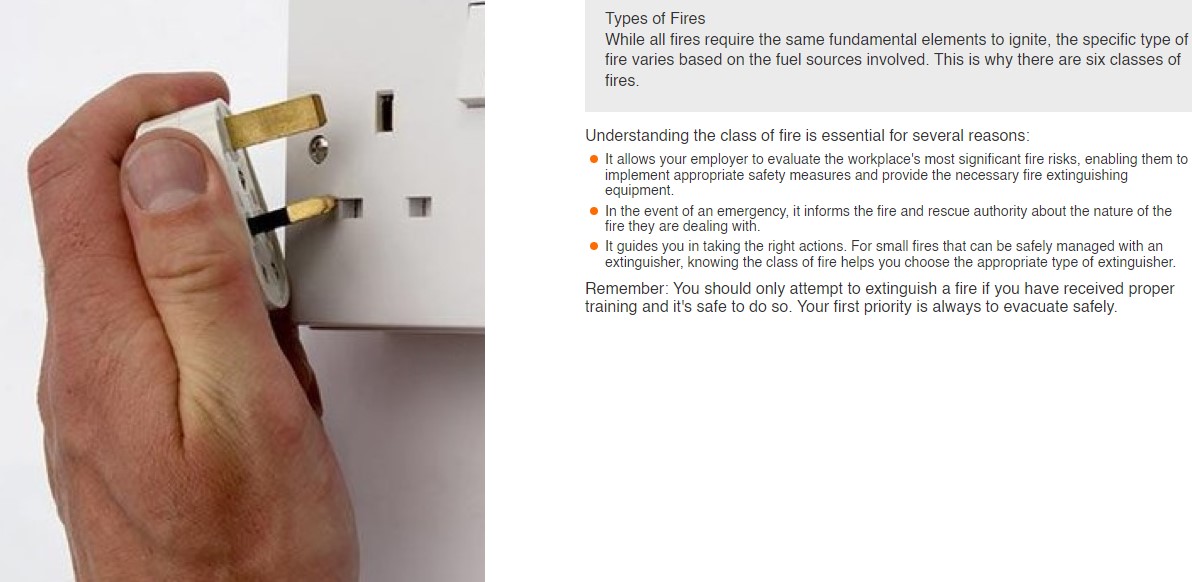 Types of Fires
While all fires require the same fundamental elements to ignite, the specific type of
fire varies based on the fuel sources involved. This is why there are six classes of
fires.
Understanding the class of fire is essential for several reasons:
It allows your employer to evaluate the workplace's most significant fire risks, enabling them to
implement appropriate safety measures and provide the necessary fire extinguishing
equipment.
In the event of an emergency, it informs the fire and rescue authority about the nature of the
fire they are dealing with.
It guides you in taking the right actions. For small fires that can be safely managed with an
extinguisher, knowing the class of fire helps you choose the appropriate type of extinguisher.
Remember: You should only attempt to extinguish a fire if you have received proper
training and it's safe to do so. Your first priority is always to evacuate safely.